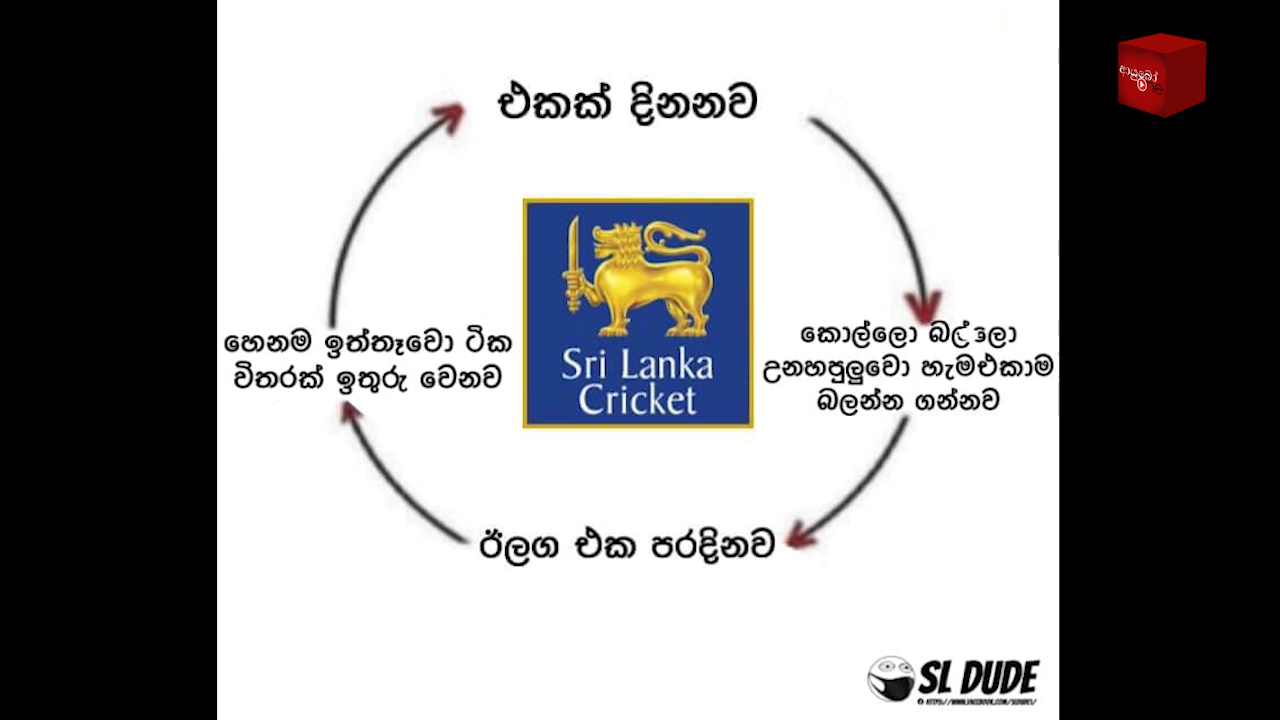 එකක් දිනනව
කොල්ලො බල්ලො
උනහපුලුවො හැමඑකාම
බලන්න ගන්නව
ඊලග එක පරදිනව
හෙනම ඉත්තෑවො ටික
විතරක් ඉතුරු වෙනව
Sri Lanka
Cricket
SL DUDE